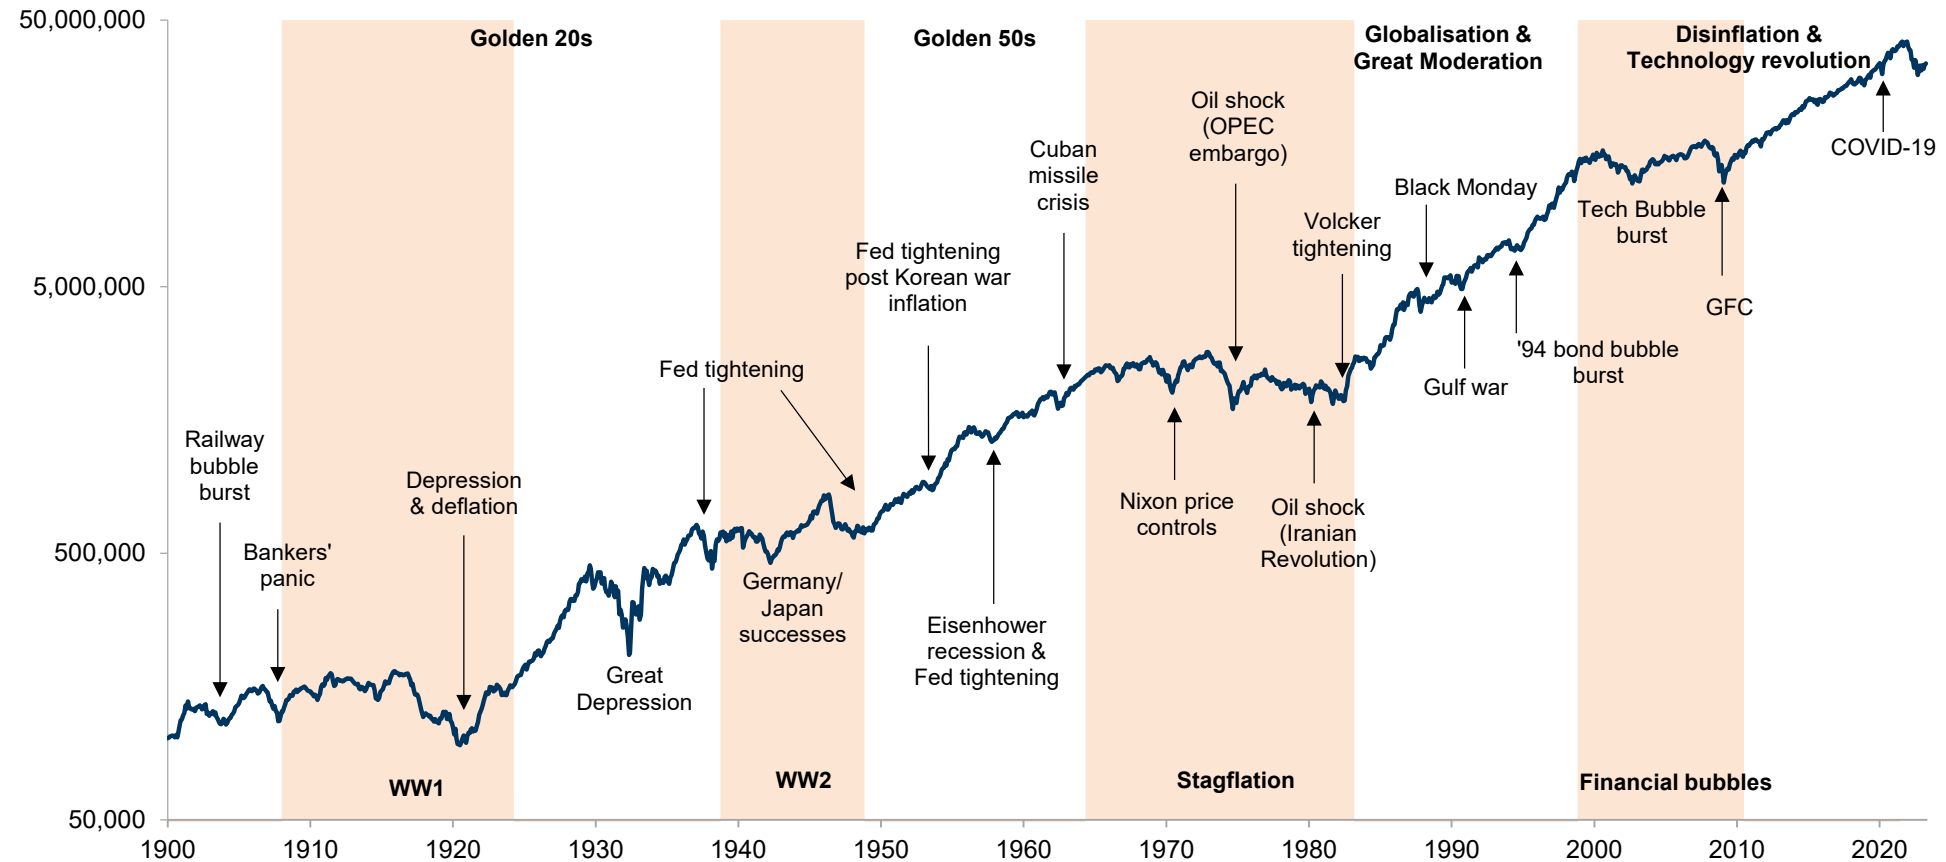 50,000,000
5,000,000
500,000
50,000
Golden 20s
Golden 50s
Globalisation &
Great Moderation
Disinflation &
Technology revolution
Railway
bubble
burst
Bankers'
panic
Depression
& deflation
Great
Depression
Fed tightening
Germany/
Japan
successes
Fed tightening
post Korean war
inflation
Eisenhower
recession &
Fed tightening
Cuban
missile
crisis
Oil shock
(OPEC
embargo)
Nixon price
controls
Volcker
tightening
Oil shock
(Iranian
Revolution)
Black Monday
Gulf war
'94 bond bubble
burst
Tech Bubble
burst
GFC
COVID-19
WW1
WW2
Stagflation
Financial bubbles
1900
1910
1920
1930
1940
1950
1960
1970
1980
1990
2000
2010
2020